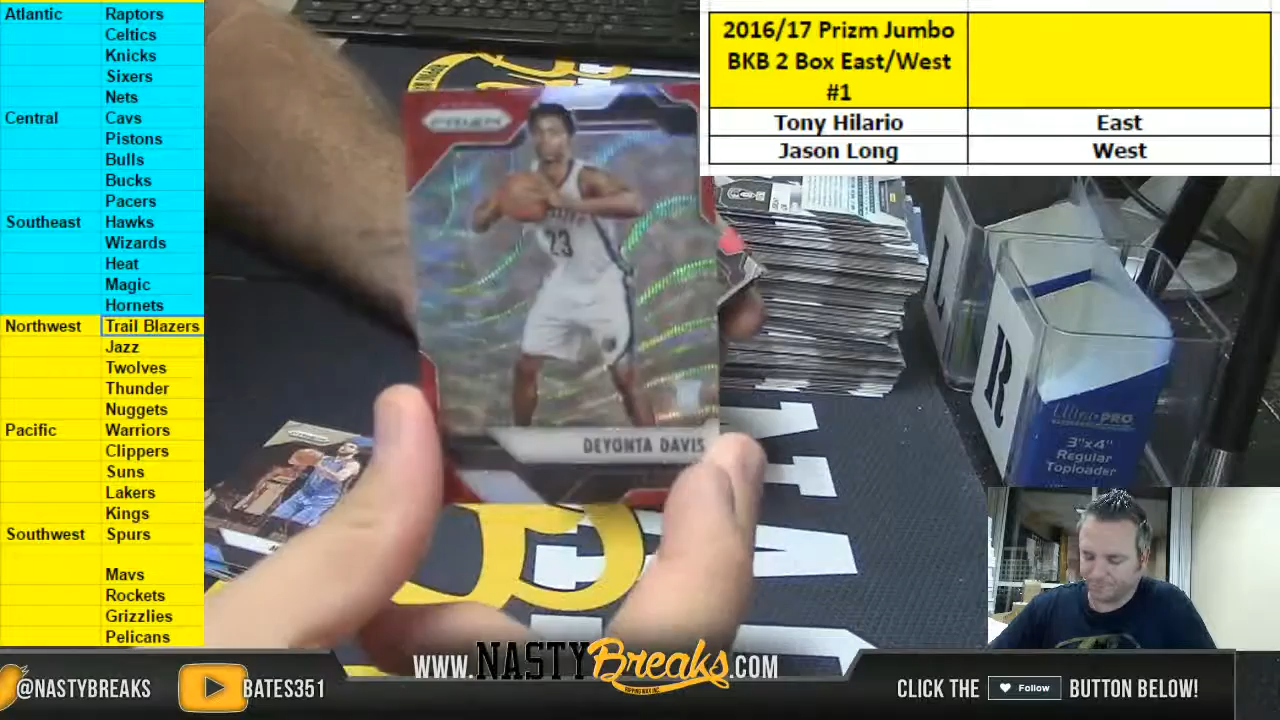 Atlantic Raptors
Celtics
Knicks
Sixers
Nets
Central Cavs
Pistons
Bulls
Bucks
Pacers
Southeast Hawks
Wizards
Heat
Magic
Hornets
Northwest Trail Blazers
Jazz
Twolves
Thunder
Nuggets
Pacific Warriors
Clippers
Suns
Lakers
Kings
Southwest Spurs
Mavs
Rockets
Grizzlies
Pelicans
2016/17 Prizm Jumbo
BKB 2 Box East/West
#1
Tony Hilario East
Jason Long West
PRIZM
23
DEYONTA DAVIS
L
R
Ultra PRO
3"x4"
Regular
Toploader
WWW.NASTYBreaks.COM
@NASTYBREAKS
BATES351
CLICK THE Follow BUTTON BELOW!